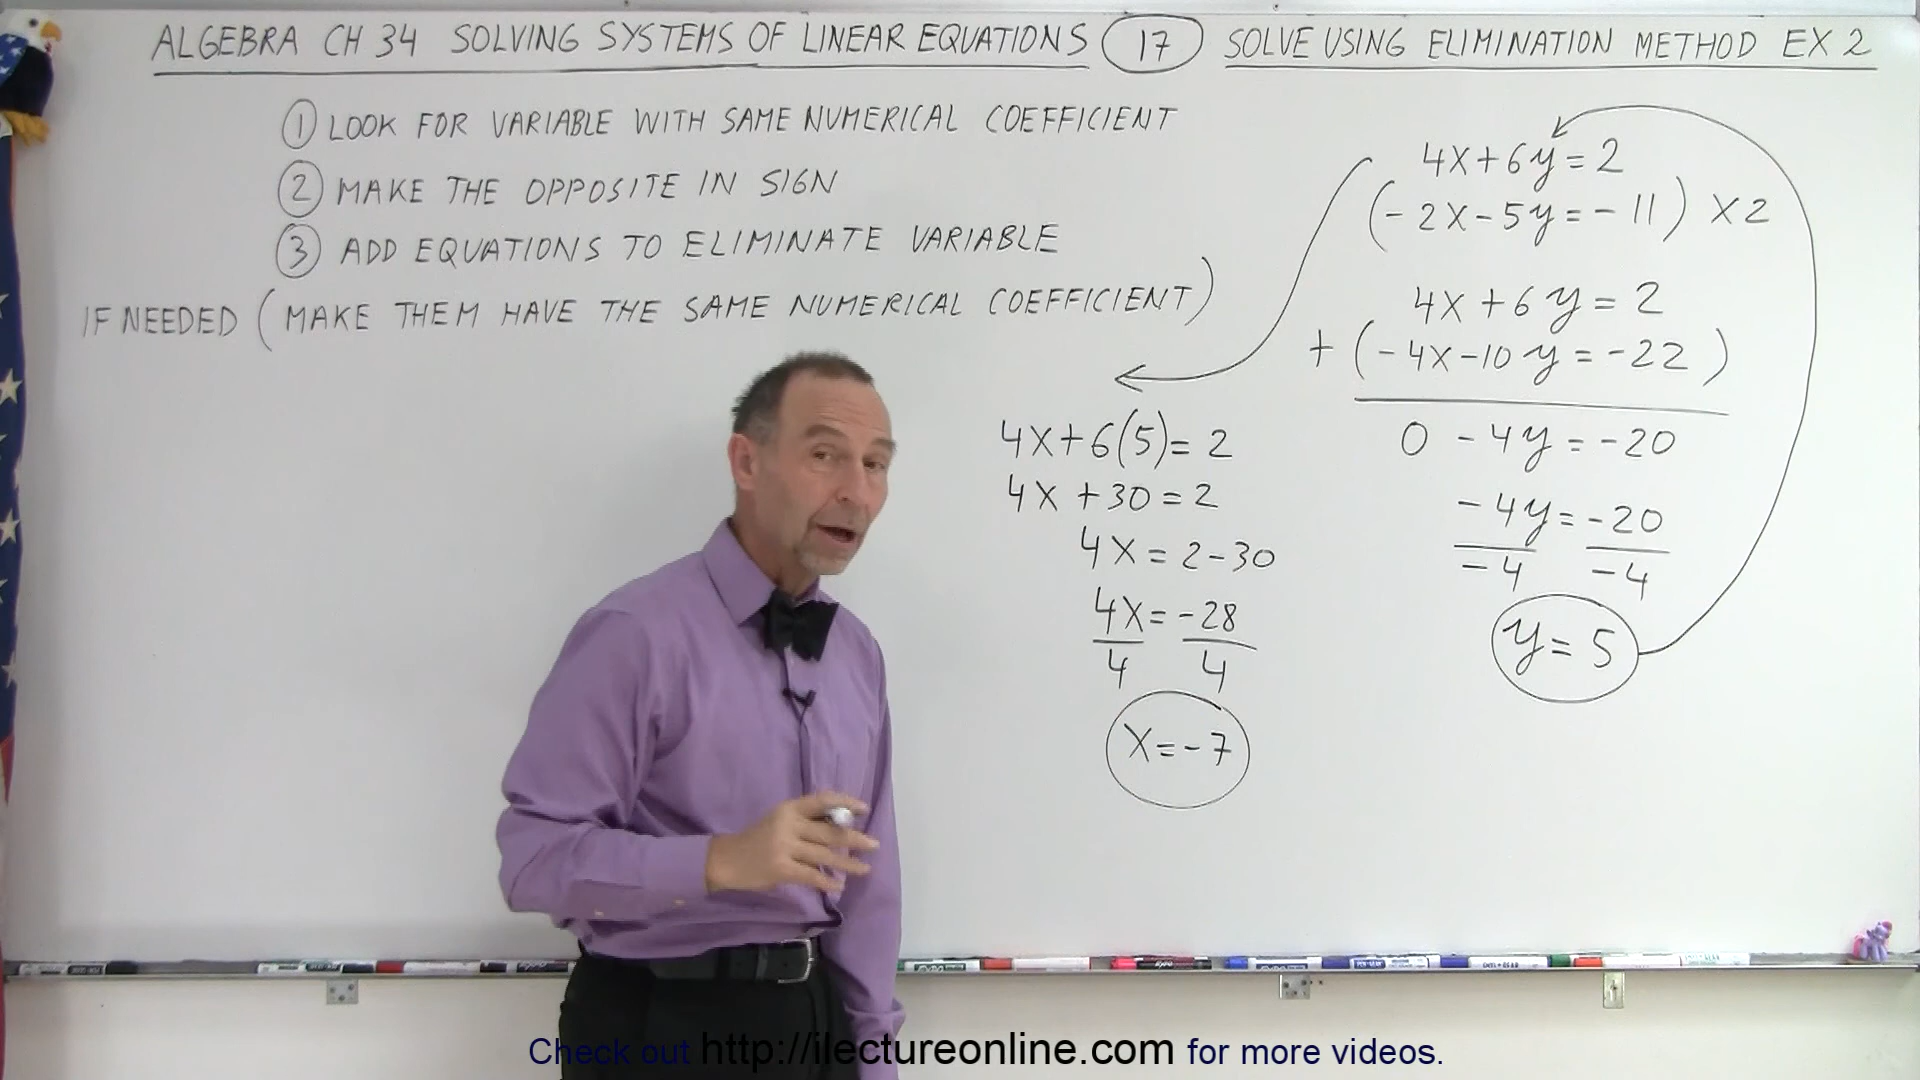 ALGEBRA CH 34 SOLVING SYSTEMS OF LINEAR EQUATIONS 17 SOLVE USING ELIMINATION METHOD EX 2
1 LOOK FOR VARIABLE WITH SAME NUMERICAL COEFFICIENT
2 MAKE THE OPPOSITE IN SIGN
3 ADD EQUATIONS TO ELIMINATE VARIABLE
IF NEEDED (MAKE THEM HAVE THE SAME NUMERICAL COEFFICIENT)
4X+6y=2
(-2X-5y=-11) X2
4X+6y=2
+(-4X-10y=-22)
0 -4y=-20
-4y=-20
-4 -4
y=5
4X+6(5)=2
4X+30=2
4X=2-30
4X=-28
4 4
X=-7
Check out http://ilectureonline.com for more videos.